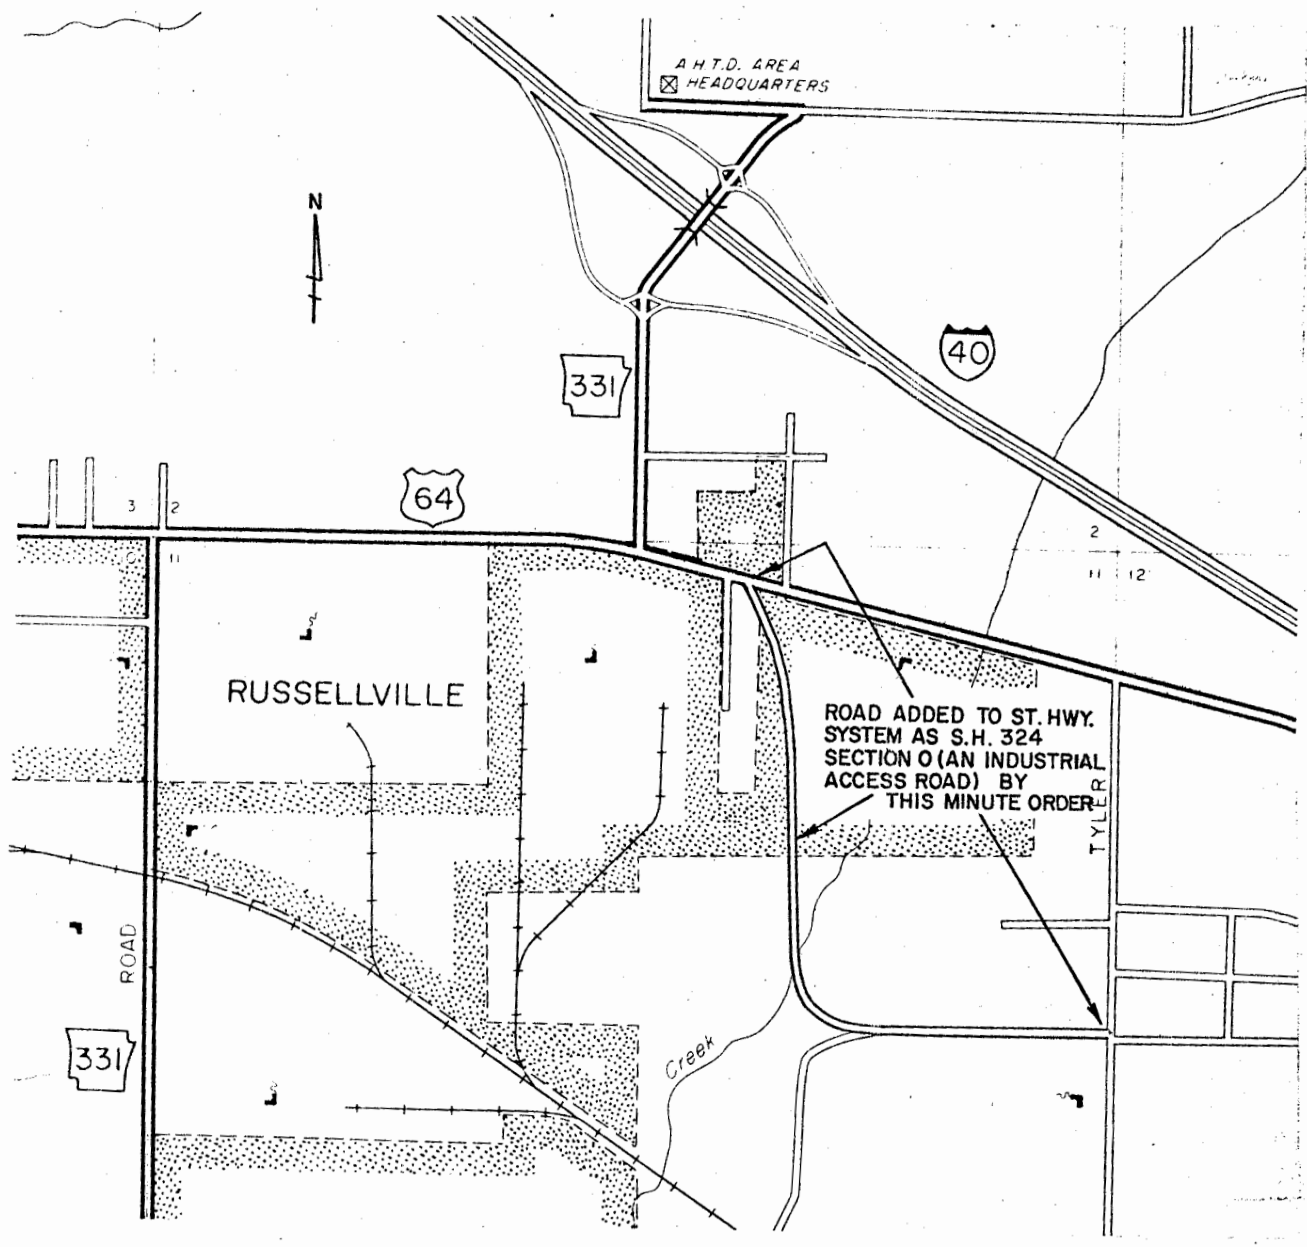 A H.T.D. AREA
HEADQUARTERS
N
40
331
64
3 2
11
2
11 12
RUSSELLVILLE
ROAD ADDED TO ST. HWY.
SYSTEM AS S.H. 324
SECTION 0 (AN INDUSTRIAL
ACCESS ROAD) BY
THIS MINUTE ORDER
TYLER
ROAD
331
Creek